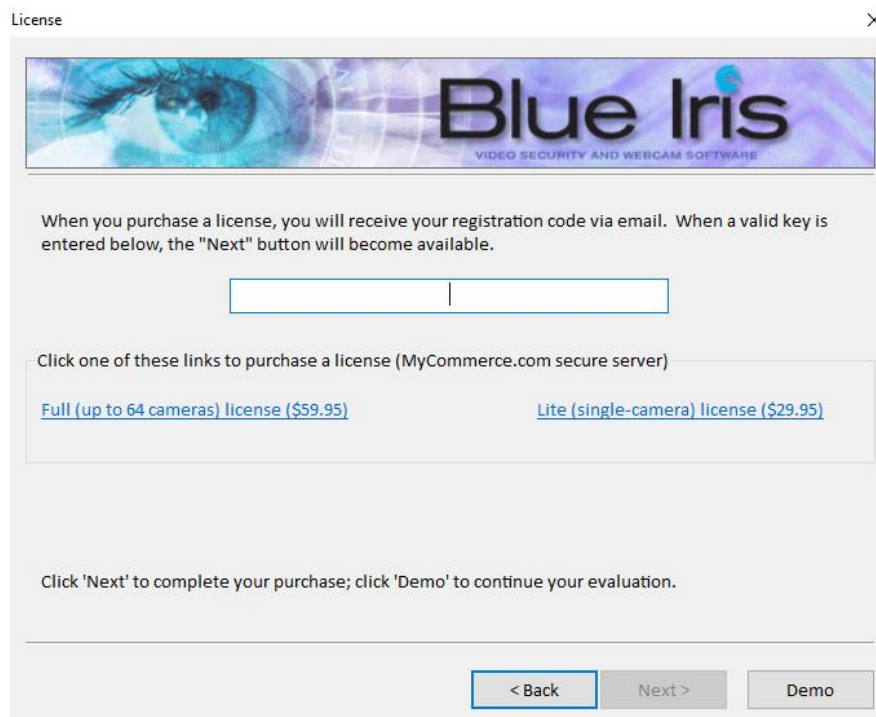 License
Blue Iris
VIDEO SECURITY AND WEBCAM SOFTWARE
When you purchase a license, you will receive your registration code via email.  When a valid key is
entered below, the "Next" button will become available.
Click one of these links to purchase a license (MyCommerce.com secure server)
Full (up to 64 cameras) license ($59.95)
Lite (single-camera) license ($29.95)
Click 'Next' to complete your purchase; click 'Demo' to continue your evaluation.
< Back
Next >
Demo